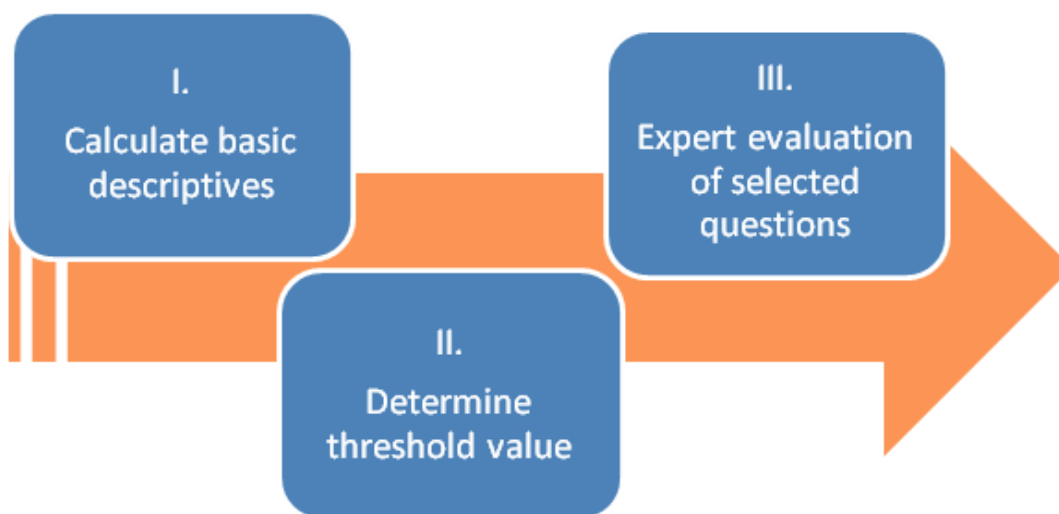 I.
Calculate basic
descriptives
II.
Determine
threshold value
III.
Expert evaluation
of selected
questions